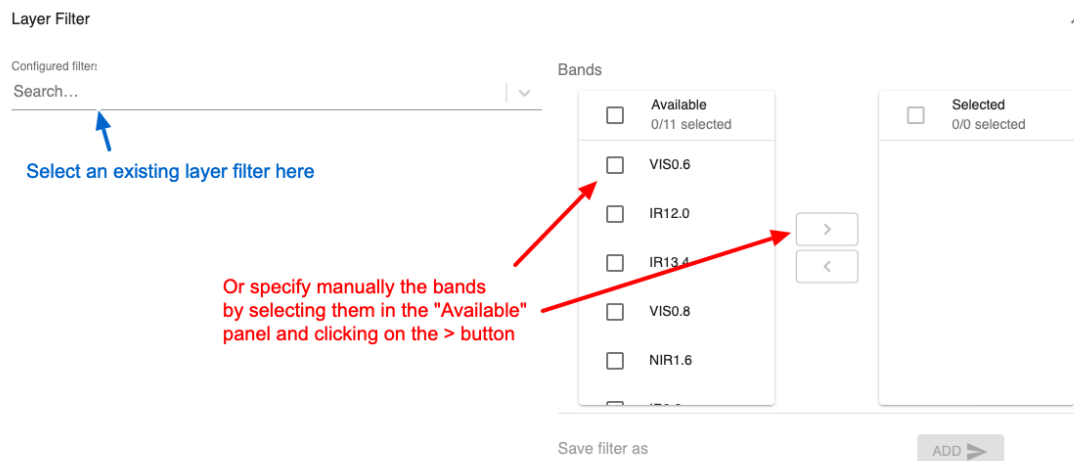 Layer Filter
Configured filters
Search...
Select an existing layer filter here
Bands
Available
0/11 selected
VIS0.6
IR12.0
IR13.4
VIS0.8
NIR1.6
Or specify manually the bands
by selecting them in the "Available"
panel and clicking on the > button
>
<
Selected
0/0 selected
Save filter as
ADD